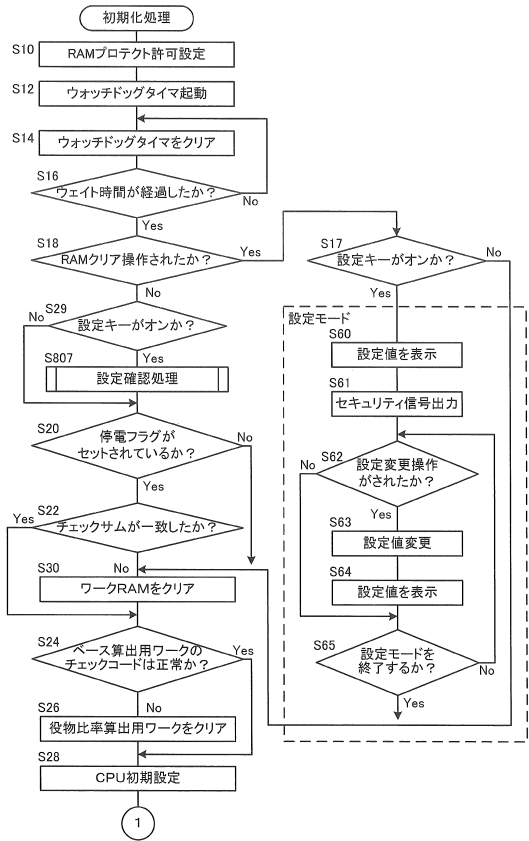 初期化処理
S10
RAMプロテクト許可設定
S12
ウォッチドッグタイマ起動
S14
ウォッチドッグタイマをクリア
S16
ウェイト時間が経過したか？
No
Yes
S18
RAMクリア操作されたか？
Yes
No
S17
設定キーがオンか？
No
Yes
S29
設定キーがオンか？
No
Yes
S807
設定確認処理
S20
停電フラグが
セットされているか？
No
Yes
S22
チェックサムが一致したか？
Yes
No
S30
ワークRAMをクリア
S24
ベース算出用ワークの
チェックコードは正常か？
Yes
No
S26
役物比率算出用ワークをクリア
S28
CPU初期設定
1
設定モード
S60
設定値を表示
S61
セキュリティ信号出力
S62
設定変更操作
がされたか？
No
Yes
S63
設定値変更
S64
設定値を表示
S65
設定モードを
終了するか？
No
Yes